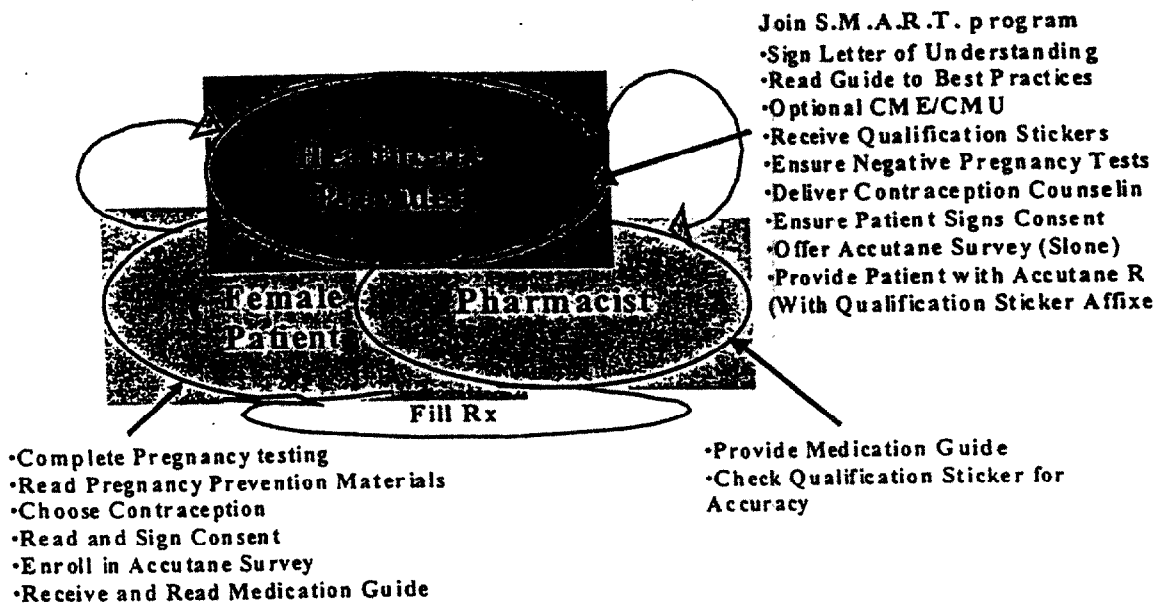 Join S.M.A.R.T. program
•Sign Letter of Understanding
•Read Guide to Best Practices
•Optional CME/CMU
•Receive Qualification Stickers
•Ensure Negative Pregnancy Tests
•Deliver Contraception Counselin
•Ensure Patient Signs Consent
•Offer Accutane Survey (Slone)
•Provide Patient with Accutane R
(With Qualification Sticker Affixe
Healthcare
Provider
Female
Patient
Pharmacist
Fill Rx
•Complete Pregnancy testing
•Read Pregnancy Prevention Materials
•Choose Contraception
•Read and Sign Consent
•Enroll in Accutane Survey
•Receive and Read Medication Guide
•Provide Medication Guide
•Check Qualification Sticker for
Accuracy